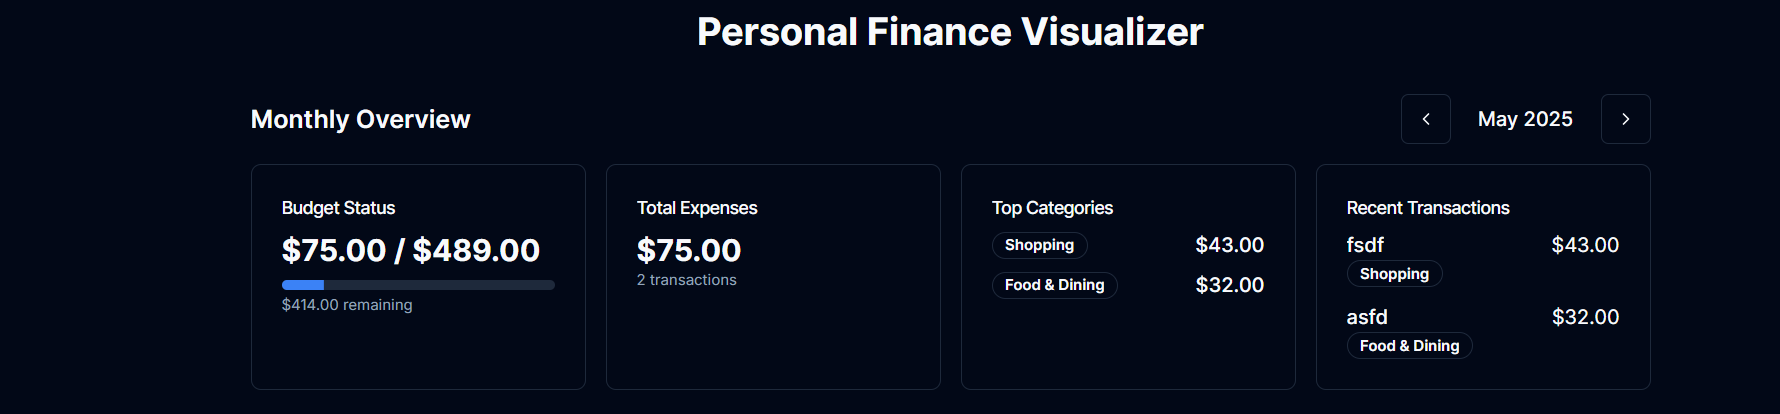 Personal Finance Visualizer
Monthly Overview
May 2025
Budget Status
$75.00 / $489.00
$414.00 remaining
Total Expenses
$75.00
2 transactions
Top Categories
Shopping $43.00
Food & Dining $32.00
Recent Transactions
fsdf $43.00
Shopping
asfd $32.00
Food & Dining